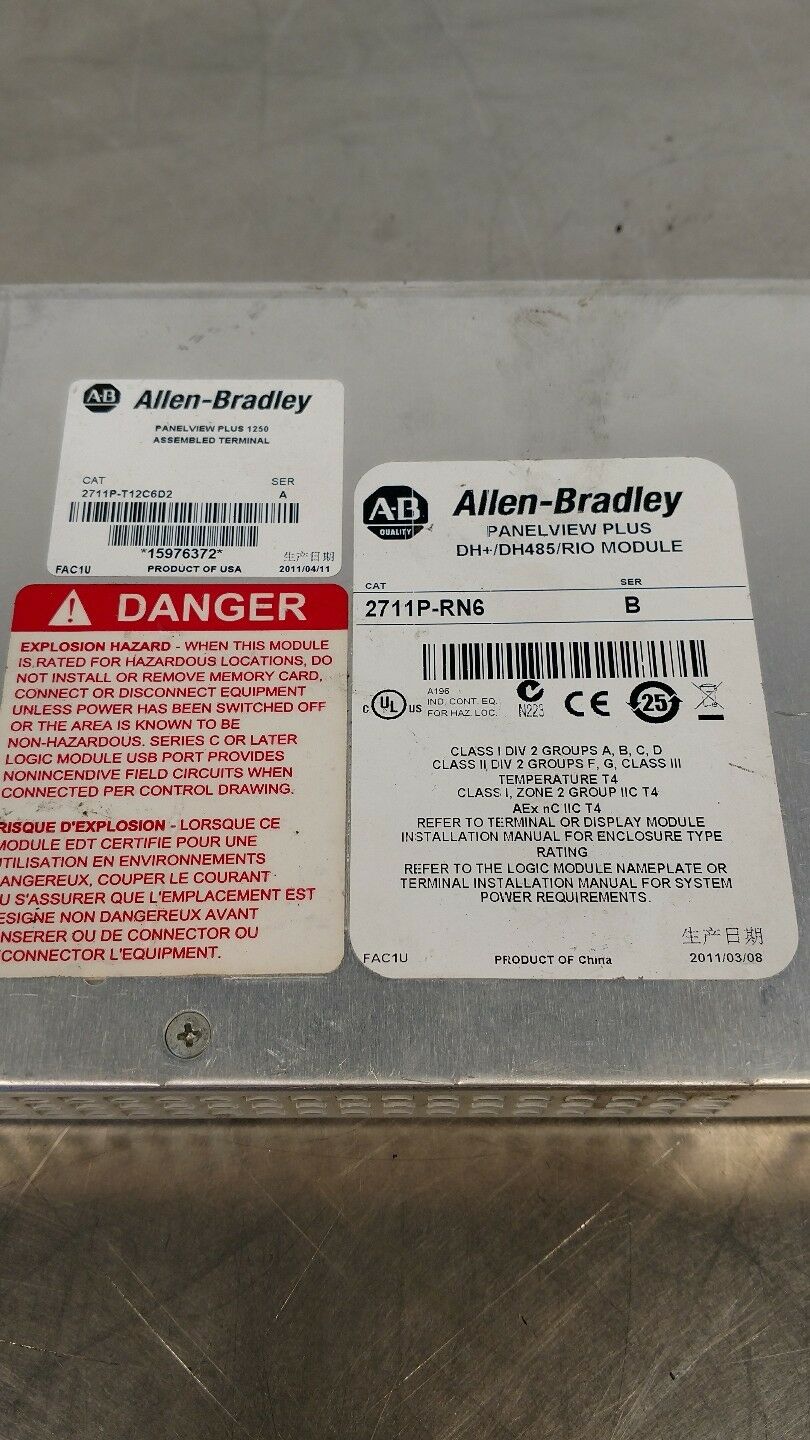 AB Allen-Bradley
PANELVIEW PLUS 1250
ASSEMBLED TERMINAL
CAT SER
2711P-T12C6D2 A
*15976372* 生产日期
FAC1U PRODUCT OF USA 2011/04/11
DANGER
EXPLOSION HAZARD - WHEN THIS MODULE
IS RATED FOR HAZARDOUS LOCATIONS, DO
NOT INSTALL OR REMOVE MEMORY CARD,
CONNECT OR DISCONNECT EQUIPMENT
UNLESS POWER HAS BEEN SWITCHED OFF
OR THE AREA IS KNOWN TO BE
NON-HAZARDOUS. SERIES C OR LATER
LOGIC MODULE USB PORT PROVIDES
NONINCENDIVE FIELD CIRCUITS WHEN
CONNECTED PER CONTROL DRAWING.
RISQUE D'EXPLOSION - LORSQUE CE
MODULE EDT CERTIFIE POUR UNE
UTILISATION EN ENVIRONNEMENTS
ANGEREUX, COUPER LE COURANT
U S'ASSURER QUE L'EMPLACEMENT EST
ESIGNE NON DANGEREUX AVANT
NSERER OU DE CONNECTOR OU
CONNECTOR L'EQUIPMENT.
AB QUALITY Allen-Bradley
PANELVIEW PLUS
DH+/DH485/RIO MODULE
CAT SER
2711P-RN6 B
C UL US A196
IND. CONT. EQ.
FOR HAZ. LOC. N223 CE 25
CLASS I DIV 2 GROUPS A, B, C, D
CLASS II, DIV 2 GROUPS F, G, CLASS III
TEMPERATURE T4
CLASS I, ZONE 2 GROUP IIC T4
AEx nC IIC T4
REFER TO TERMINAL OR DISPLAY MODULE
INSTALLATION MANUAL FOR ENCLOSURE TYPE
RATING
REFER TO THE LOGIC MODULE NAMEPLATE OR
TERMINAL INSTALLATION MANUAL FOR SYSTEM
POWER REQUIREMENTS.
生产日期
FAC1U PRODUCT OF China 2011/03/08